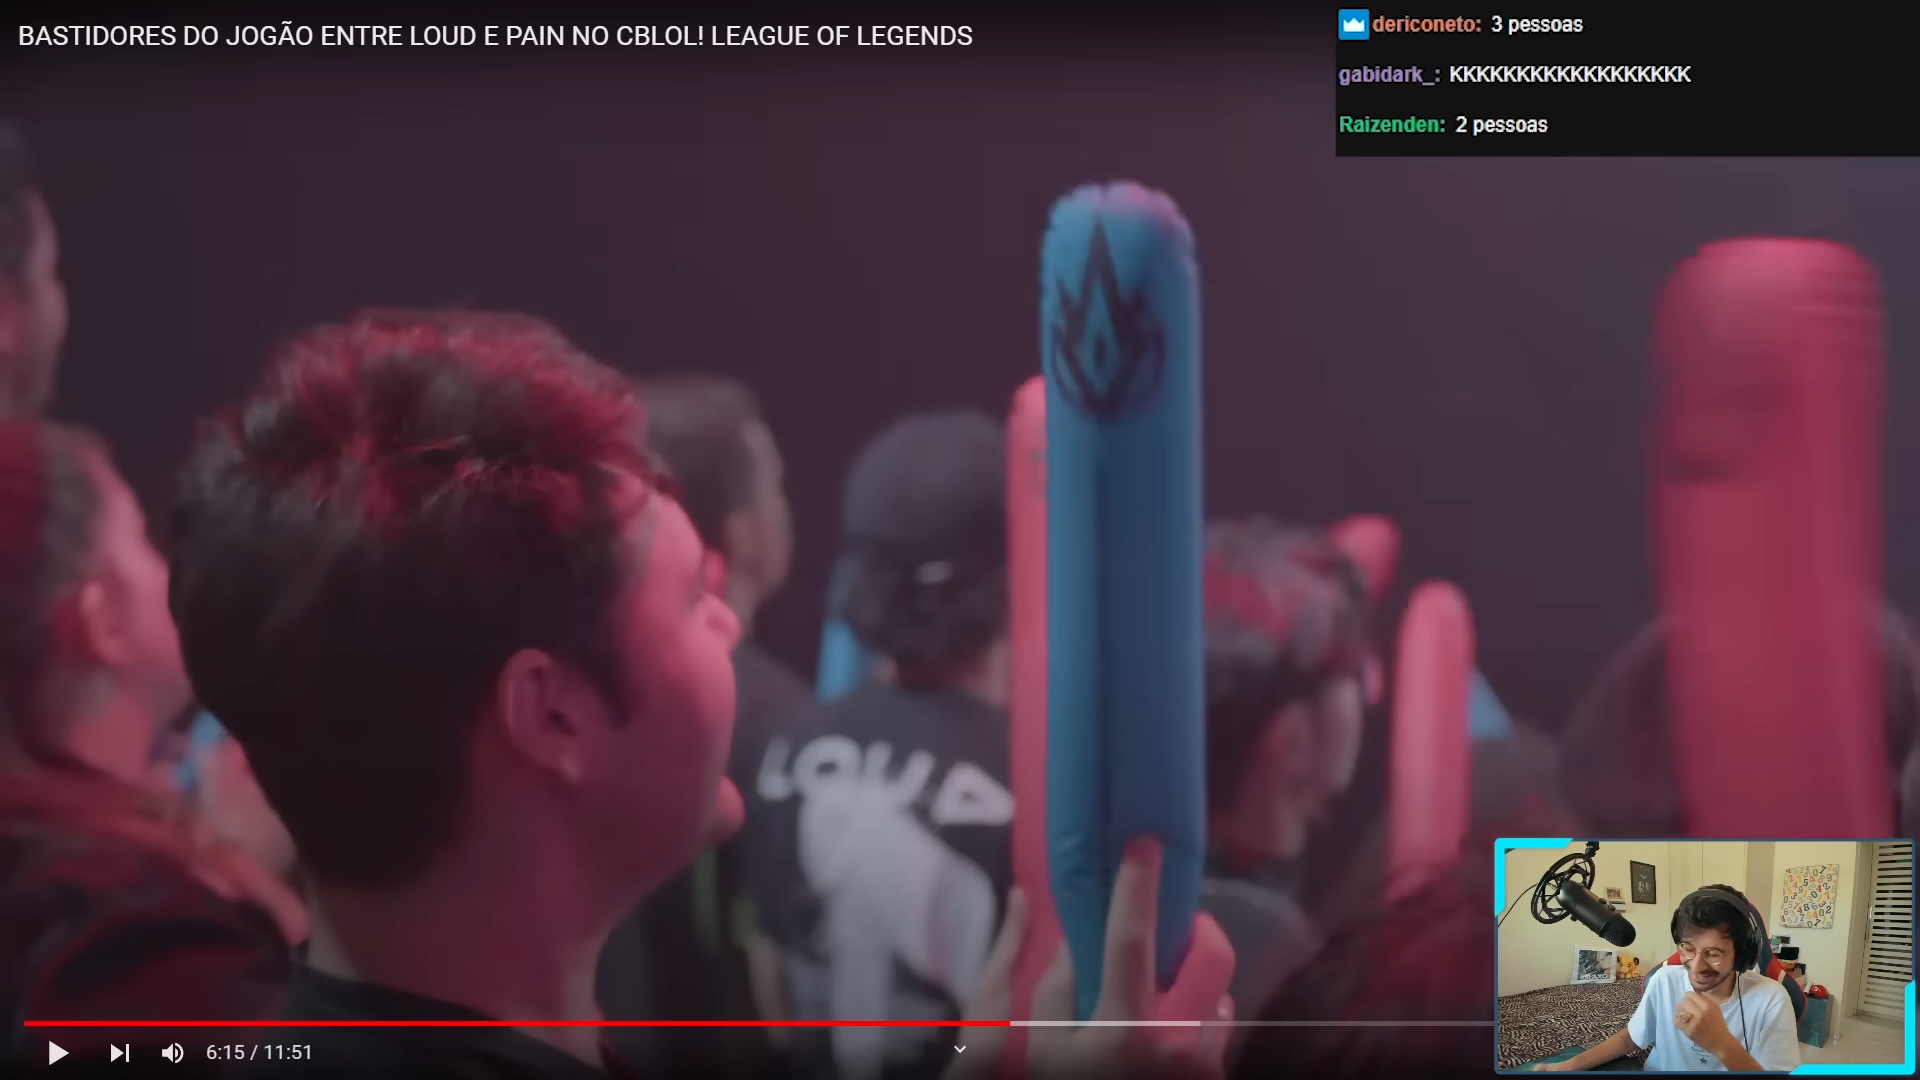 BASTIDORES DO JOGÃO ENTRE LOUD E PAIN NO CBLOL! LEAGUE OF LEGENDS
dericoneto: 3 pessoas
gabidark_: KKKKKKKKKKKKKKKKKK
Raizenden: 2 pessoas
LOUD
6:15 / 11:51